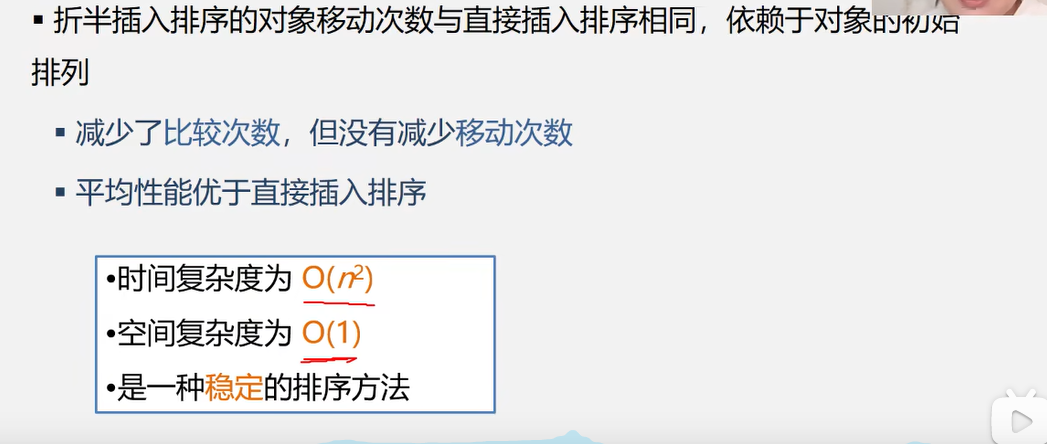 ▪ 折半插入排序的对象移动次数与直接插入排序相同，依赖于对象的初始
排列
▪ 减少了比较次数，但没有减少移动次数
▪ 平均性能优于直接插入排序
•时间复杂度为 O(n²)
•空间复杂度为 O(1)
•是一种稳定的排序方法